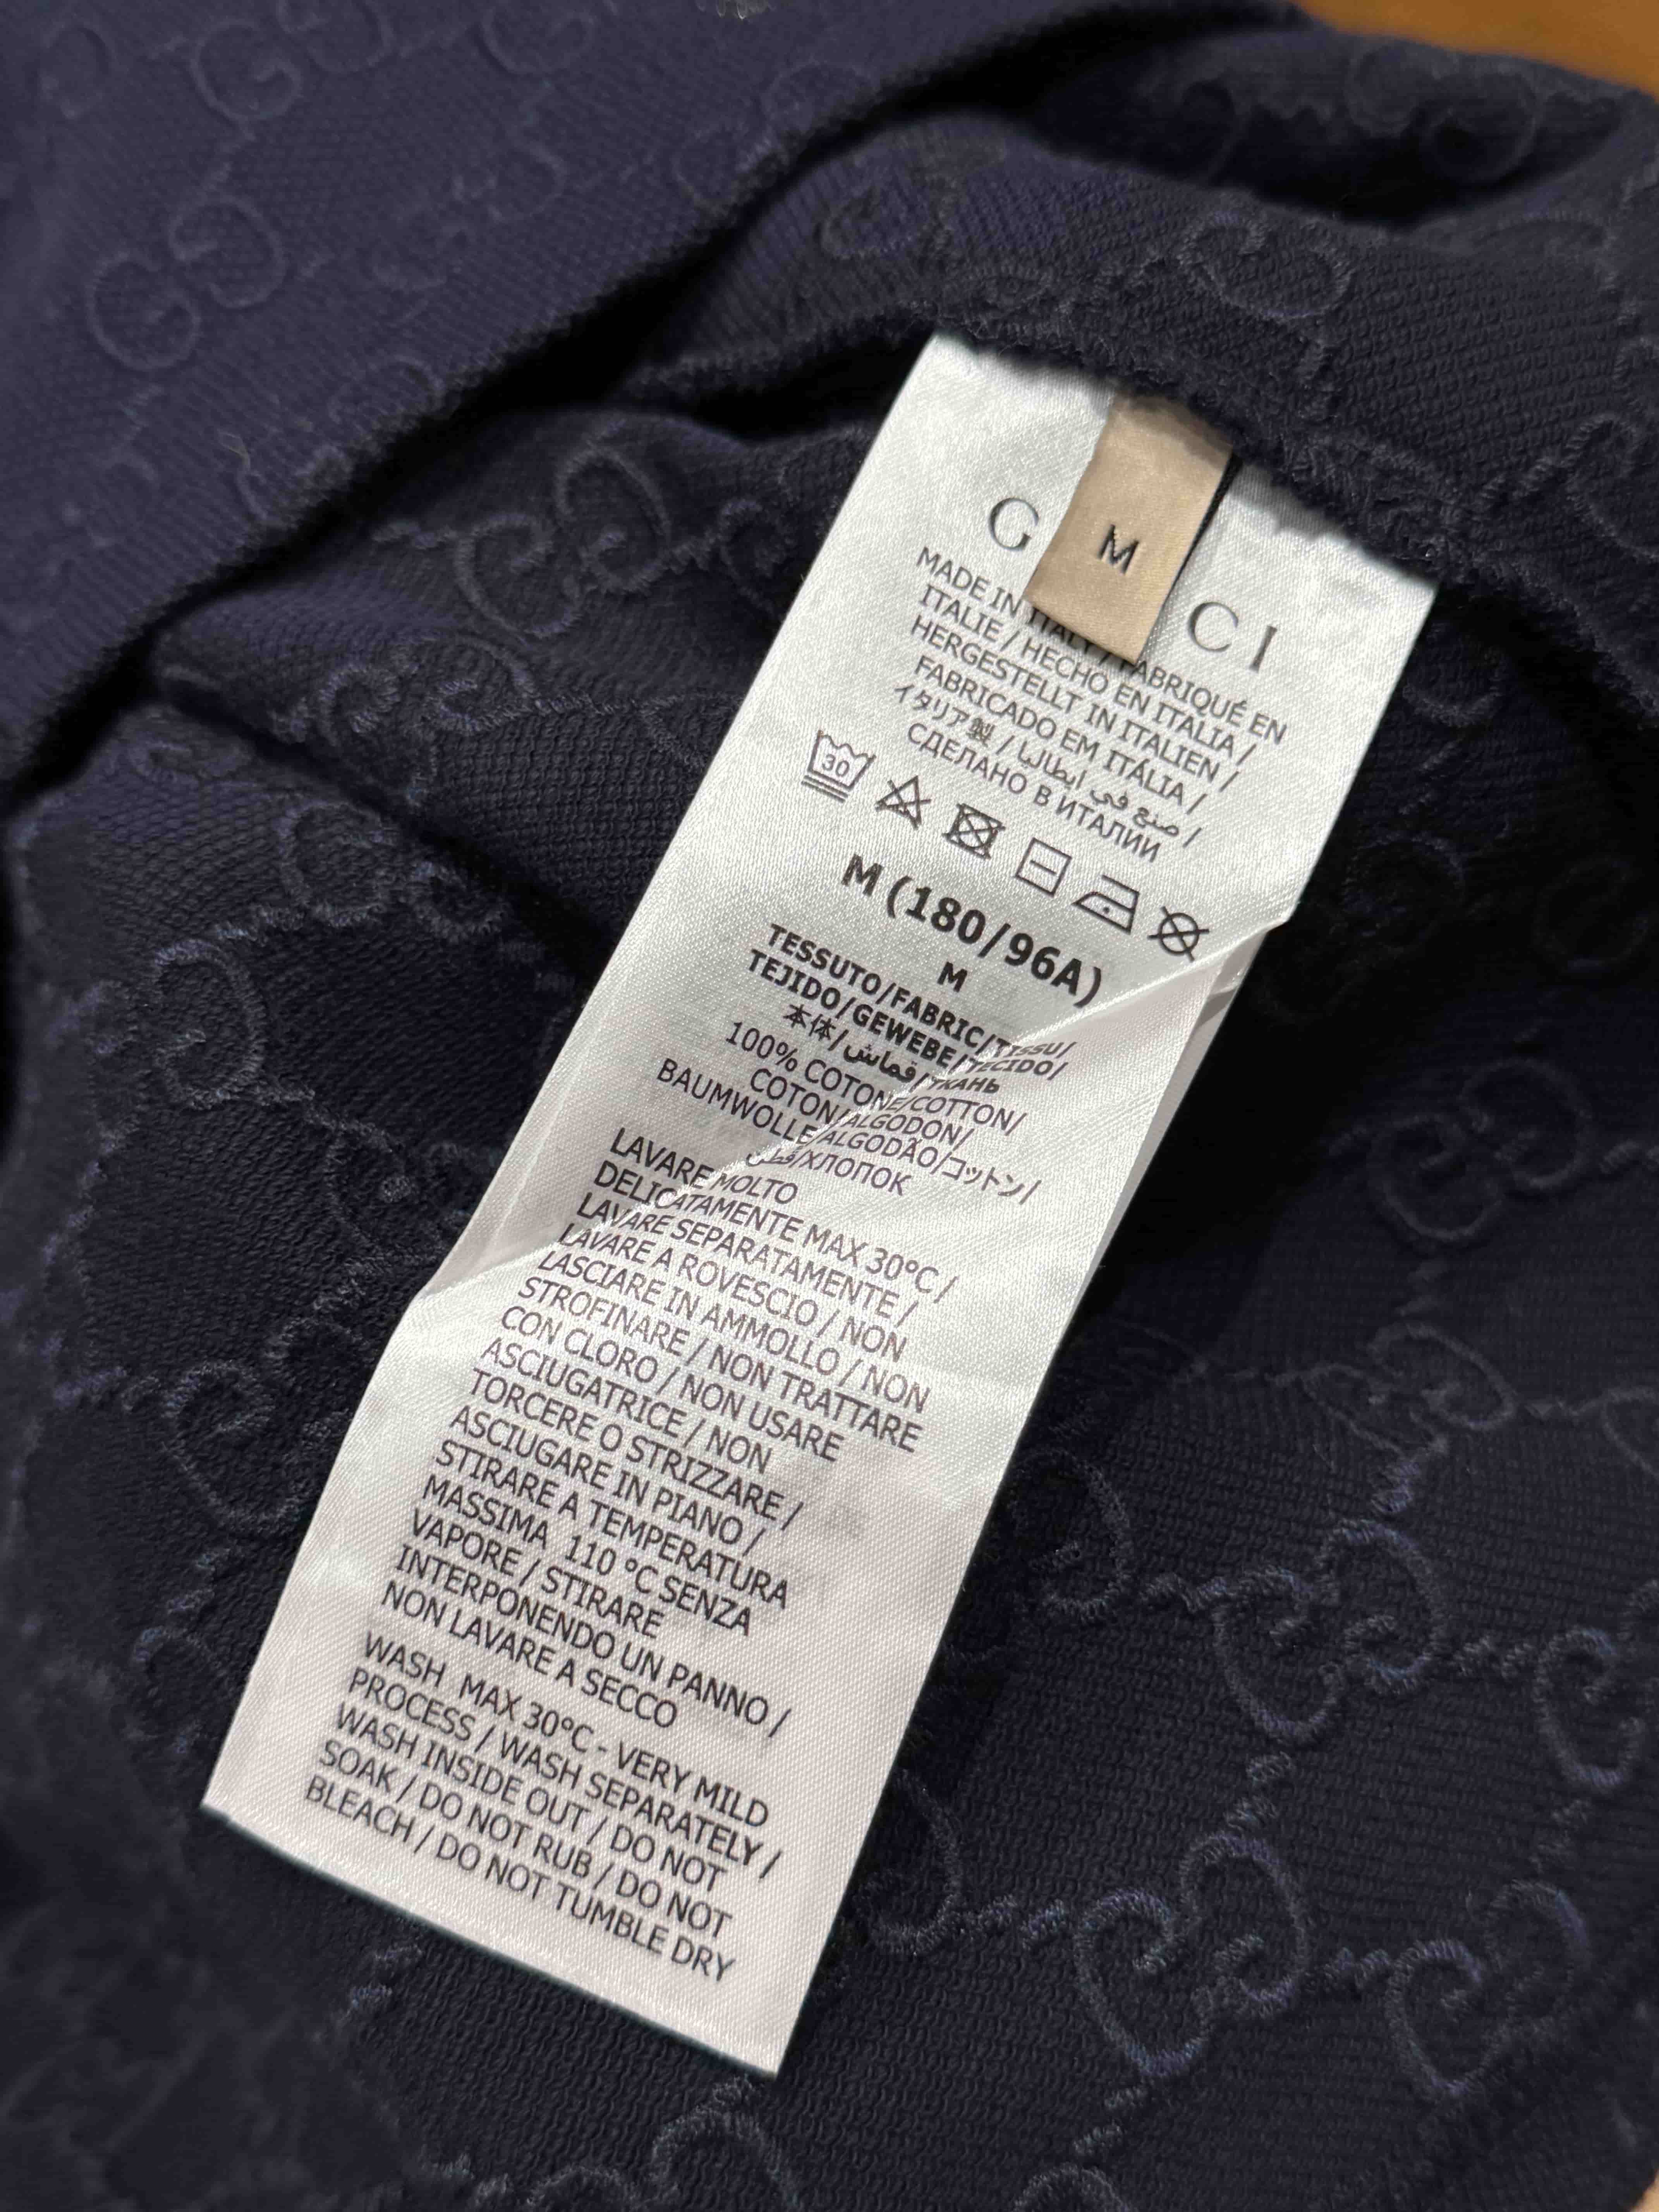 G CCI
M
MADE IN ITALY / FABRIQUÉ EN
ITALIE / HECHO EN ITALIA /
HERGESTELLT IN ITALIEN /
FABRICADO EM ITÁLIA /
イタリア製 / صنع في ايطاليا /
СДЕЛАНО В ИТАЛИИ
30
M (180/96A)
M
TESSUTO/FABRIC/TISSU/
TEJIDO/GEWEBE/TECIDO/
本体/قماش/ТКАНЬ
100% COTONE/COTTON/
COTON/ALGODON/
BAUMWOLLE/ALGODÃO/コットン/
قطن/ХЛОПОК
LAVARE MOLTO
DELICATAMENTE MAX 30°C /
LAVARE SEPARATAMENTE /
LAVARE A ROVESCIO / NON
LASCIARE IN AMMOLLO / NON
STROFINARE / NON TRATTARE
CON CLORO / NON USARE
ASCIUGATRICE / NON
TORCERE O STRIZZARE /
ASCIUGARE IN PIANO /
STIRARE A TEMPERATURA
MASSIMA 110 °C SENZA
VAPORE / STIRARE
INTERPONENDO UN PANNO /
NON LAVARE A SECCO
WASH MAX 30°C - VERY MILD
PROCESS / WASH SEPARATELY /
WASH INSIDE OUT / DO NOT
SOAK / DO NOT RUB / DO NOT
BLEACH / DO NOT TUMBLE DRY